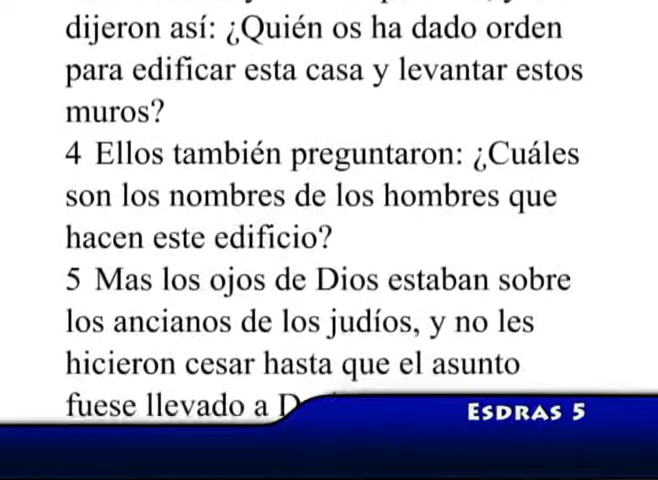 dijeron así: ¿Quién os ha dado orden
para edificar esta casa y levantar estos
muros?
4 Ellos también preguntaron: ¿Cuáles
son los nombres de los hombres que
hacen este edificio?
5 Mas los ojos de Dios estaban sobre
los ancianos de los judíos, y no les
hicieron cesar hasta que el asunto
fuese llevado a
ESDRAS 5